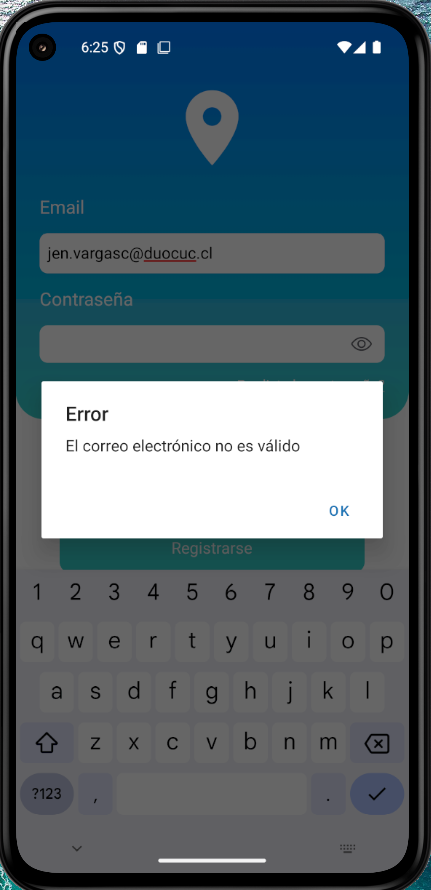 6:25
Email
jen.vargasc@duocuc.cl
Contraseña
Error
El correo electrónico no es válido
OK
Registrarse
1 2 3 4 5 6 7 8 9 0
q w e r t y u i o p
a s d f g h j k l
z x c v b n m
?123 , .